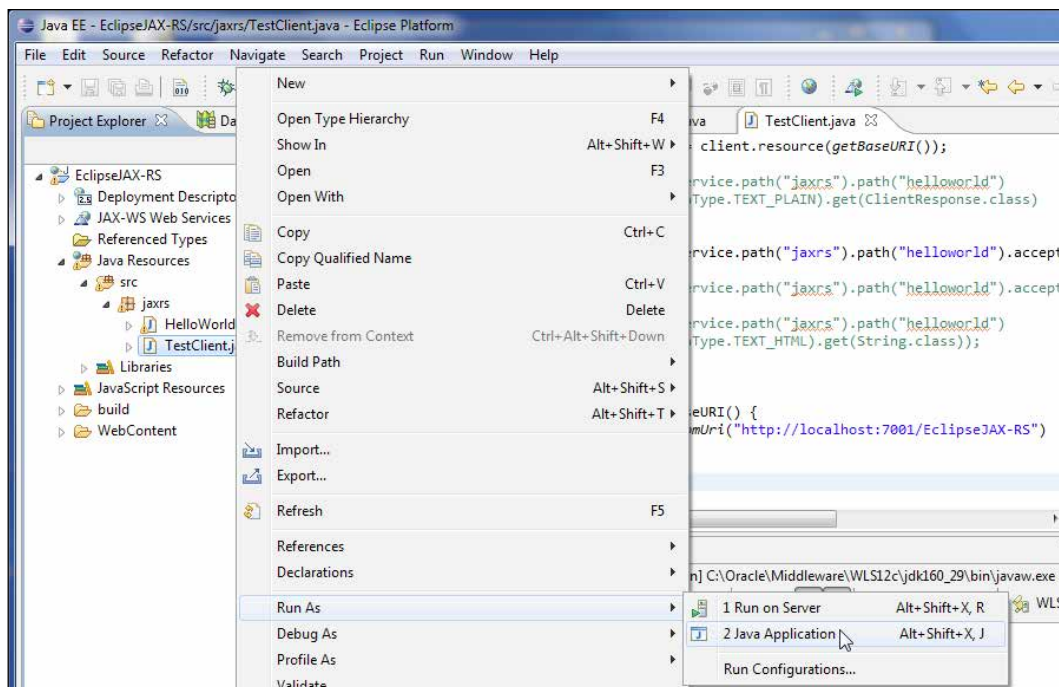 Java EE - EclipseJAX-RS/src/jaxrs/TestClient.java - Eclipse Platform
File Edit Source Refactor Navigate Search Project Run Window Help
Project Explorer
TestClient.java
EclipseJAX-RS
Deployment Descripto
JAX-WS Web Services
Referenced Types
Java Resources
src
jaxrs
HelloWorld
TestClient.j
Libraries
JavaScript Resources
build
WebContent
New
Open Type Hierarchy F4
Show In Alt+Shift+W
Open F3
Open With
Copy Ctrl+C
Copy Qualified Name
Paste Ctrl+V
Delete Delete
Remove from Context Ctrl+Alt+Shift+Down
Build Path
Source Alt+Shift+S
Refactor Alt+Shift+T
Import...
Export...
Refresh F5
References
Declarations
Run As
Debug As
Profile As
Validate
1 Run on Server Alt+Shift+X, R
2 Java Application Alt+Shift+X, J
Run Configurations...
client.resource(getBaseURI());
rvice.path("jaxrs").path("helloworld")
Type.TEXT_PLAIN).get(ClientResponse.class)
rvice.path("jaxrs").path("helloworld").accept
rvice.path("jaxrs").path("helloworld").accept
rvice.path("jaxrs").path("helloworld")
Type.TEXT_HTML).get(String.class));
eURI() {
mUri("http://localhost:7001/EclipseJAX-RS")
n] C:\Oracle\Middleware\WLS12c\jdk160_29\bin\javaw.exe
WLS